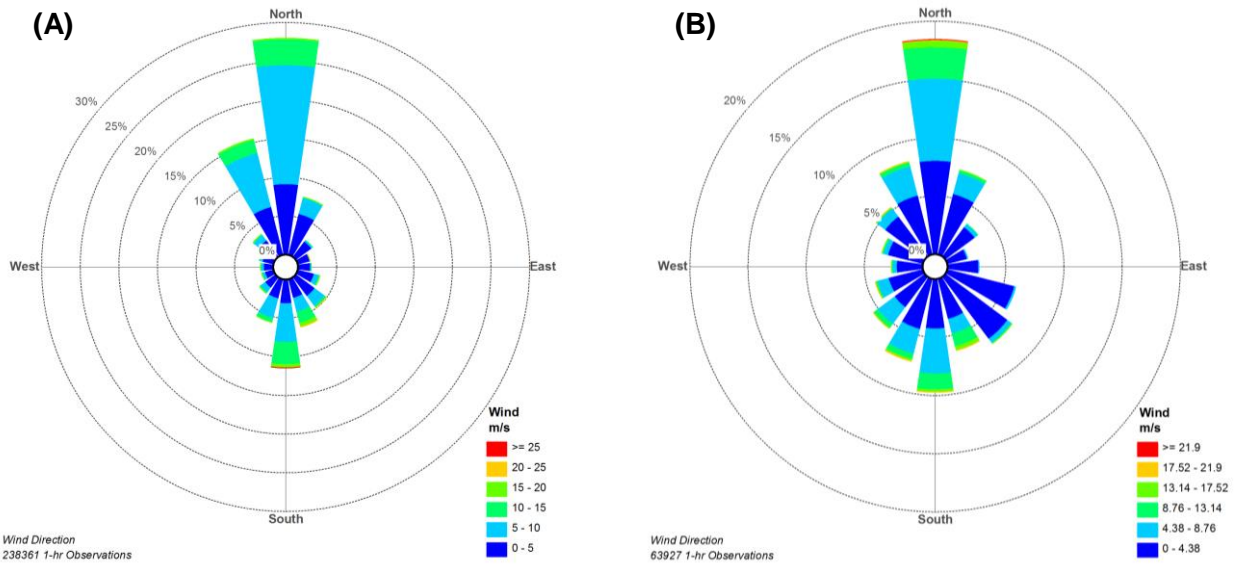 (A)
North
30%
25%
20%
15%
10%
5%
0%
West
East
South
Wind
m/s
>= 25
20 - 25
15 - 20
10 - 15
5 - 10
0 - 5
Wind Direction
238361 1-hr Observations
(B)
North
20%
15%
10%
5%
0%
West
East
South
Wind
m/s
>= 21.9
17.52 - 21.9
13.14 - 17.52
8.76 - 13.14
4.38 - 8.76
0 - 4.38
Wind Direction
63927 1-hr Observations